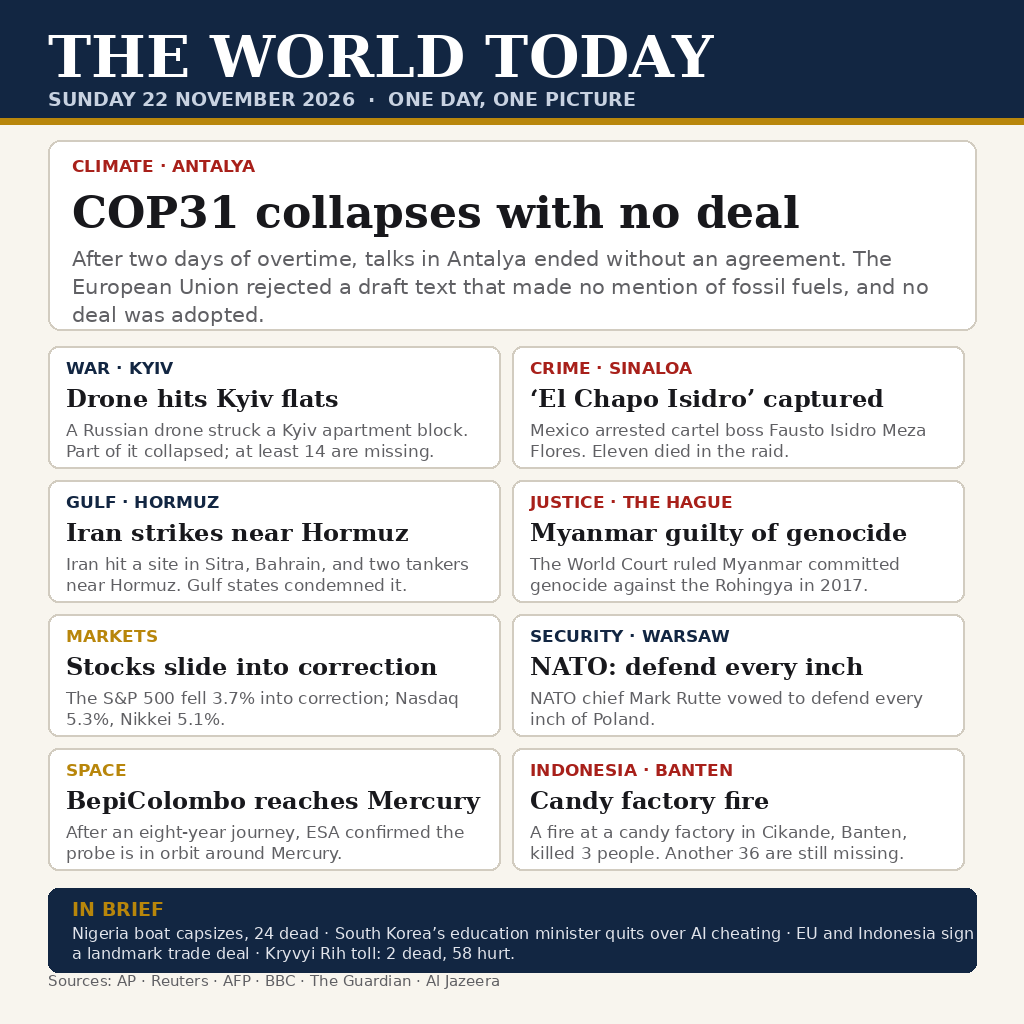 THE WORLD TODAY
SUNDAY 22 NOVEMBER 2026 · ONE DAY, ONE PICTURE
CLIMATE · ANTALYA
COP31 collapses with no deal
After two days of overtime, talks in Antalya ended without an agreement. The
European Union rejected a draft text that made no mention of fossil fuels, and no
deal was adopted.
WAR · KYIV
Drone hits Kyiv flats
A Russian drone struck a Kyiv apartment block.
Part of it collapsed; at least 14 are missing.
CRIME · SINALOA
‘El Chapo Isidro’ captured
Mexico arrested cartel boss Fausto Isidro Meza
Flores. Eleven died in the raid.
GULF · HORMUZ
Iran strikes near Hormuz
Iran hit a site in Sitra, Bahrain, and two tankers
near Hormuz. Gulf states condemned it.
JUSTICE · THE HAGUE
Myanmar guilty of genocide
The World Court ruled Myanmar committed
genocide against the Rohingya in 2017.
MARKETS
Stocks slide into correction
The S&P 500 fell 3.7% into correction; Nasdaq
5.3%, Nikkei 5.1%.
SECURITY · WARSAW
NATO: defend every inch
NATO chief Mark Rutte vowed to defend every
inch of Poland.
SPACE
BepiColombo reaches Mercury
After an eight-year journey, ESA confirmed the
probe is in orbit around Mercury.
INDONESIA · BANTEN
Candy factory fire
A fire at a candy factory in Cikande, Banten,
killed 3 people. Another 36 are still missing.
IN BRIEF
Nigeria boat capsizes, 24 dead · South Korea’s education minister quits over AI cheating · EU and Indonesia sign
a landmark trade deal · Kryvyi Rih toll: 2 dead, 58 hurt.
Sources: AP · Reuters · AFP · BBC · The Guardian · Al Jazeera